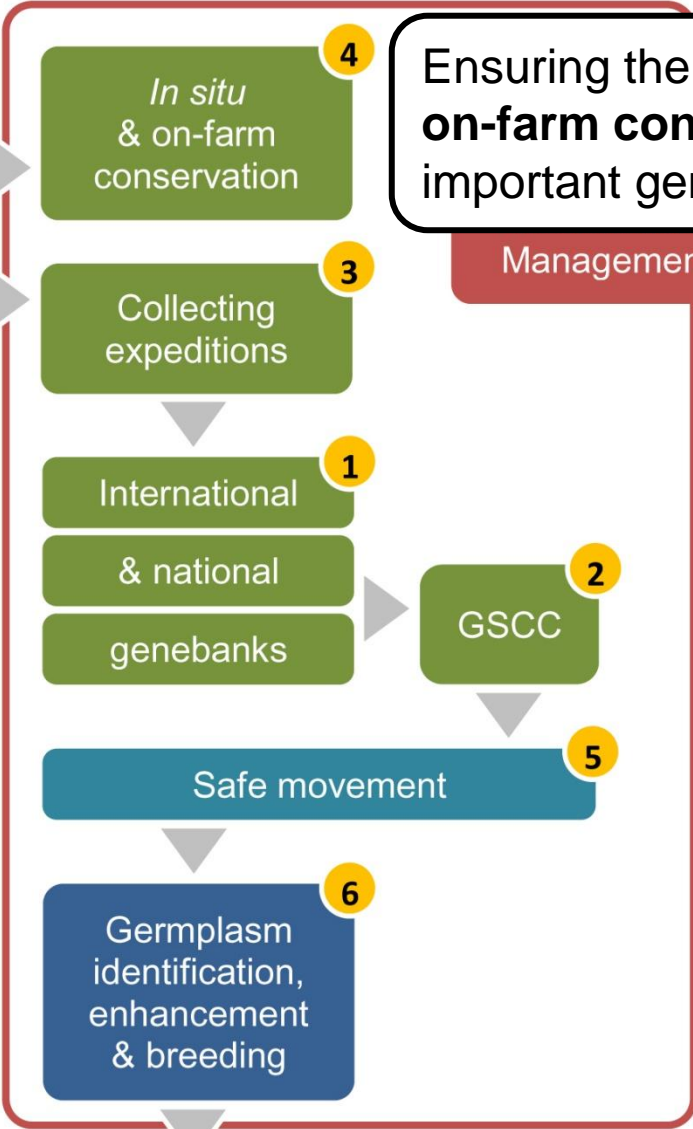 4
In situ
& on-farm
conservation
Ensuring the
on-farm con
important ger
Managemen
3
Collecting
expeditions
1
International
& national
genebanks
2
GSCC
5
Safe movement
6
Germplasm
identification,
enhancement
& breeding